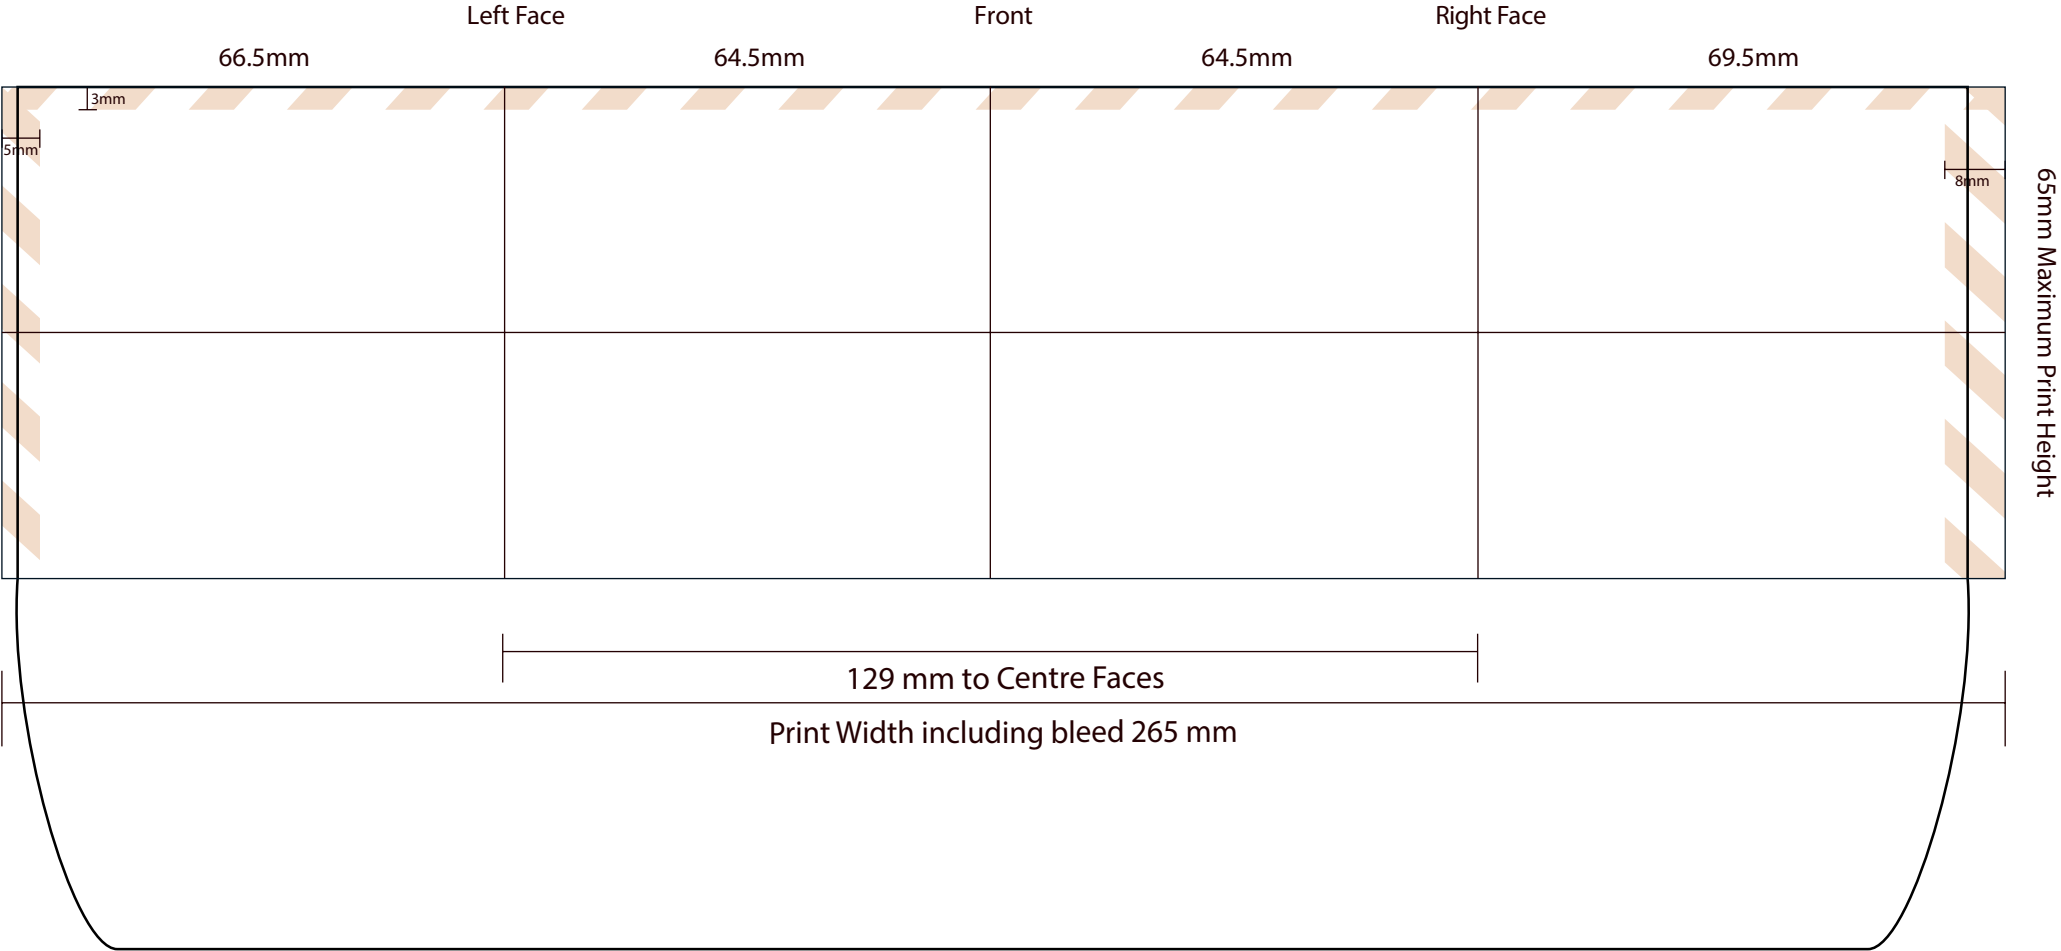 Left Face
Front
Right Face
66.5mm
64.5mm
64.5mm
69.5mm
3mm
5mm
8mm
65mm Maximum Print Height
129 mm to Centre Faces
Print Width including bleed 265 mm